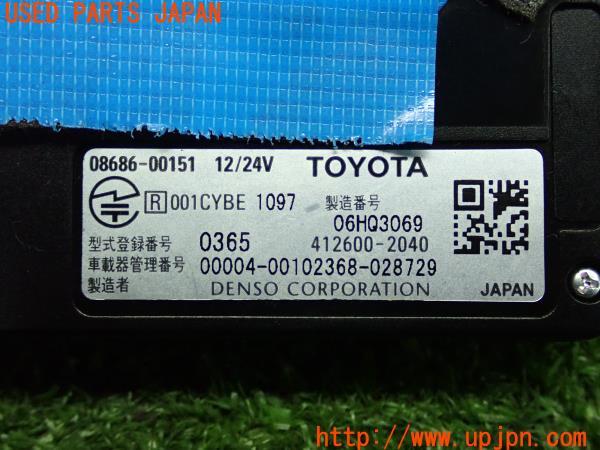 USED PARTS JAPAN
08686-00151 12/24V TOYOTA
R 001CYBE 1097 製造番号
06HQ3069
型式登録番号 0365 412600-2040
車載器管理番号 00004-00102368-028729
製造者 DENSO CORPORATION JAPAN
http://www.upjpn.com